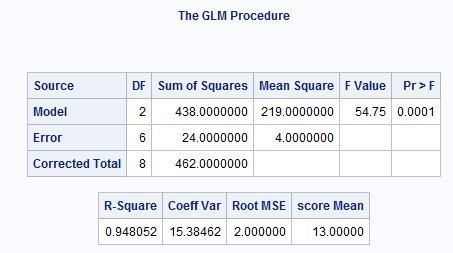 The GLM Procedure
Source DF Sum of Squares Mean Square F Value Pr > F
Model 2 438.0000000 219.0000000 54.75 0.0001
Error 6 24.0000000 4.0000000
Corrected Total 8 462.0000000
R-Square Coeff Var Root MSE score Mean
0.948052 15.38462 2.000000 13.00000